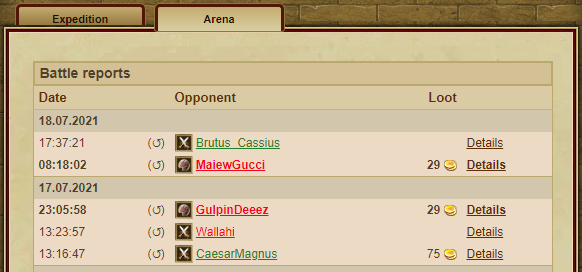 Expedition Arena
Battle reports
Date Opponent Loot
18.07.2021
17:37:21 (↺) Brutus_Cassius Details
08:18:02 (↺) MaiewGucci 29 Details
17.07.2021
23:05:58 (↺) GulpinDeeez 29 Details
13:23:57 (↺) Wallahi Details
13:16:47 (↺) CaesarMagnus 75 Details